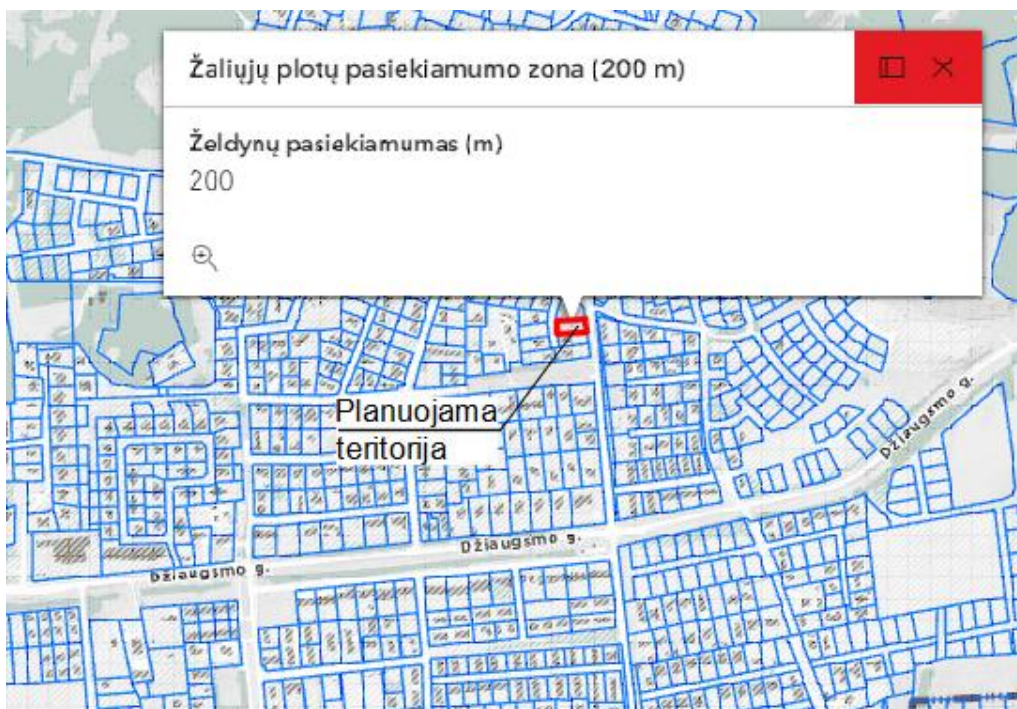 Žaliųjų plotų pasiekiamumo zona (200 m)
Želdynų pasiekiamumas (m)
200
Planuojama
teritorija
Džiaugsmo g.
Džiaugsmo g.
Džiaugsmo g.